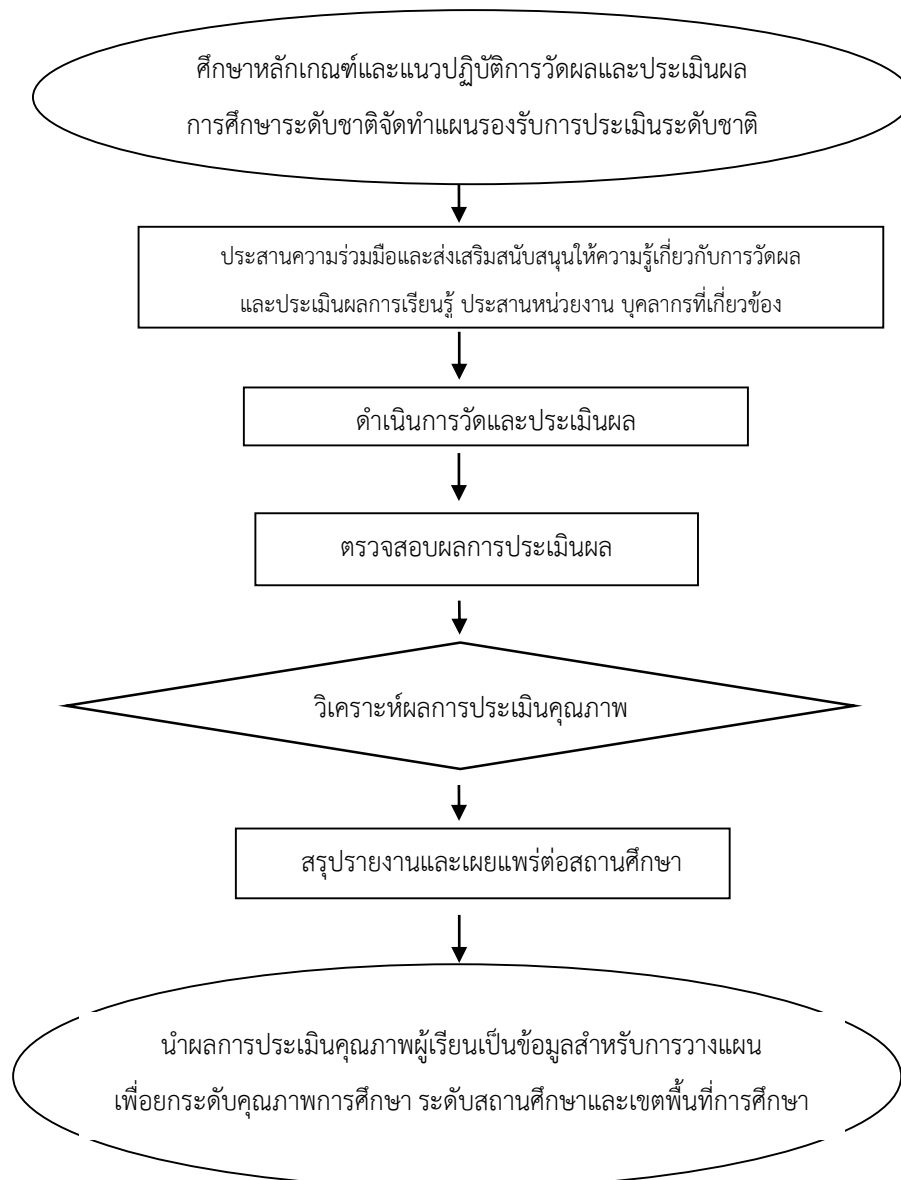 ศึกษาหลักเกณฑ์และแนวปฏิบัติการวัดผลและประเมินผล
การศึกษาระดับชาติจัดทำแผนรองรับการประเมินระดับชาติ
ประสานความร่วมมือและส่งเสริมสนับสนุนให้ความรู้เกี่ยวกับการวัดผล
และประเมินผลการเรียนรู้ ประสานหน่วยงาน บุคลากรที่เกี่ยวข้อง
ดำเนินการวัดและประเมินผล
ตรวจสอบผลการประเมินผล
วิเคราะห์ผลการประเมินคุณภาพ
สรุปรายงานและเผยแพร่ต่อสถานศึกษา
นำผลการประเมินคุณภาพผู้เรียนเป็นข้อมูลสำหรับการวางแผน
เพื่อยกระดับคุณภาพการศึกษา ระดับสถานศึกษาและเขตพื้นที่การศึกษา